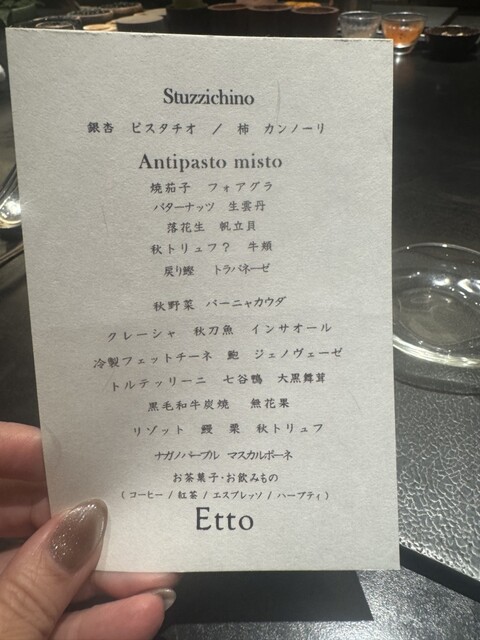 Stuzzichino
銀杏 ピスタチオ / 柿 カンノーリ
Antipasto misto
焼茄子 フォアグラ
バターナッツ 生雲丹
落花生 帆立貝
秋トリュフ？ 牛頬
戻り鰹 トラパネーゼ
秋野菜 バーニャカウダ
クレーシャ 秋刀魚 インサオール
冷製フェットチーネ 鮑 ジェノヴェーゼ
トルテッリーニ 七谷鴨 大黒舞茸
黒毛和牛炭焼 無花果
リゾット 鰻 栗 秋トリュフ
ナガノパープル マスカルポーネ
お茶菓子・お飲みもの
( コーヒー / 紅茶 / エスプレッソ / ハーブティ )
Etto